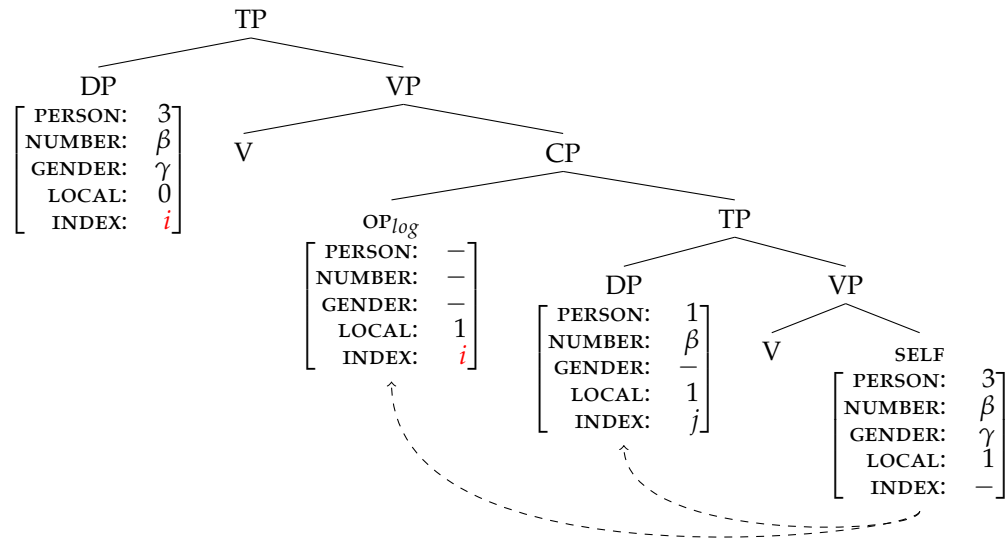 TP
DP
VP
PERSON: 3
NUMBER: β
GENDER: γ
LOCAL: 0
INDEX: i
V
CP
OP_log
TP
PERSON: −
NUMBER: −
GENDER: −
LOCAL: 1
INDEX: i
DP
VP
PERSON: 1
NUMBER: β
GENDER: −
LOCAL: 1
INDEX: j
V
SELF
PERSON: 3
NUMBER: β
GENDER: γ
LOCAL: 1
INDEX: −